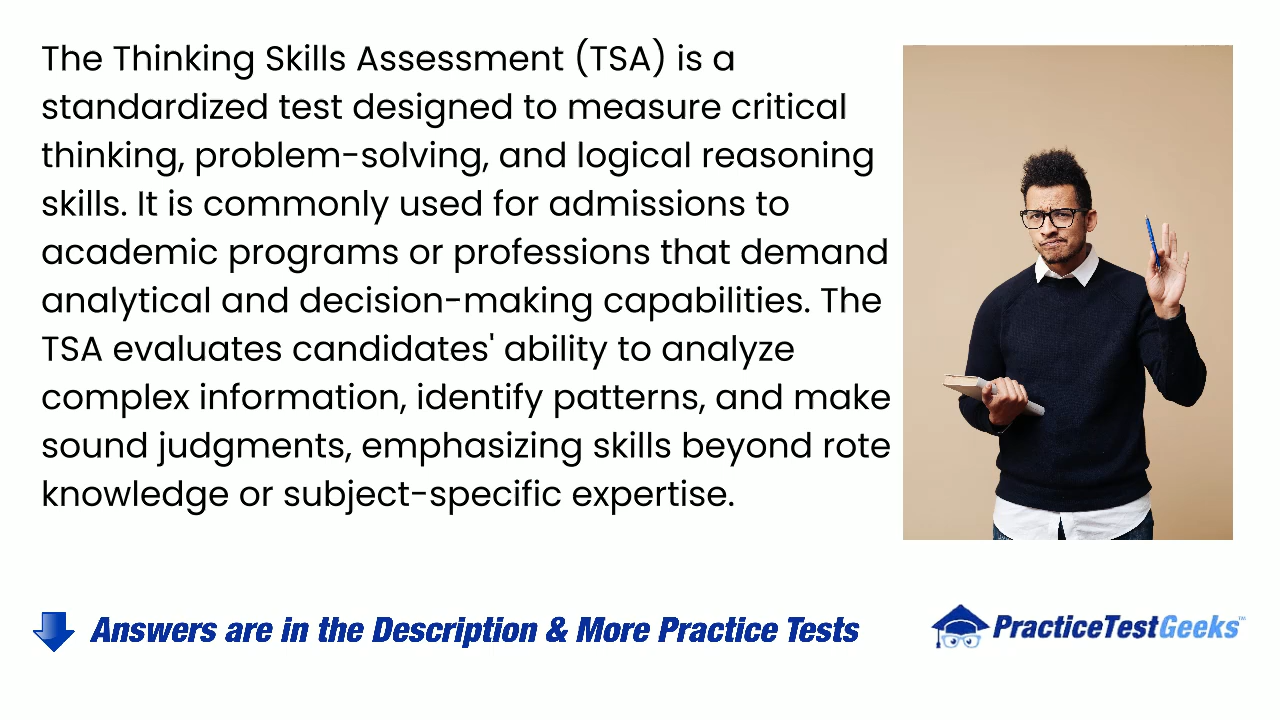 The Thinking Skills Assessment (TSA) is a
standardized test designed to measure critical
thinking, problem-solving, and logical reasoning
skills. It is commonly used for admissions to
academic programs or professions that demand
analytical and decision-making capabilities. The
TSA evaluates candidates' ability to analyze
complex information, identify patterns, and make
sound judgments, emphasizing skills beyond rote
knowledge or subject-specific expertise.
Answers are in the Description & More Practice Tests
PracticeTestGeeks™